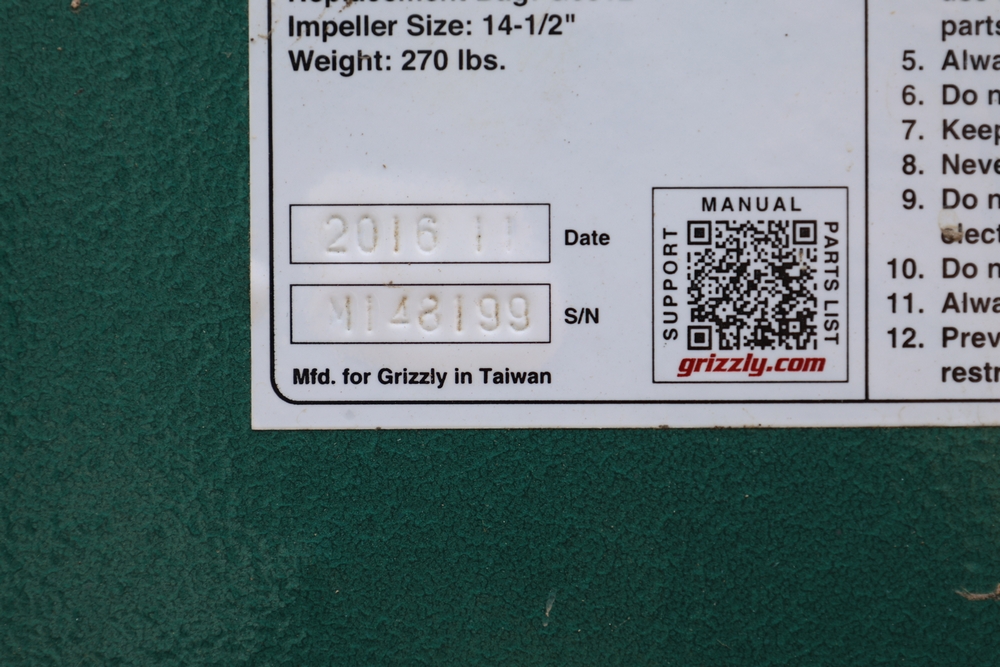 Impeller Size: 14-1/2"
Weight: 270 lbs.
2016 11 Date
M148199 S/N
Mfd. for Grizzly in Taiwan
MANUAL
SUPPORT
PARTS LIST
grizzly.com
parts
5. Alwa
6. Do n
7. Keep
8. Neve
9. Do n
elect
10. Do n
11. Alwa
12. Prev
restr